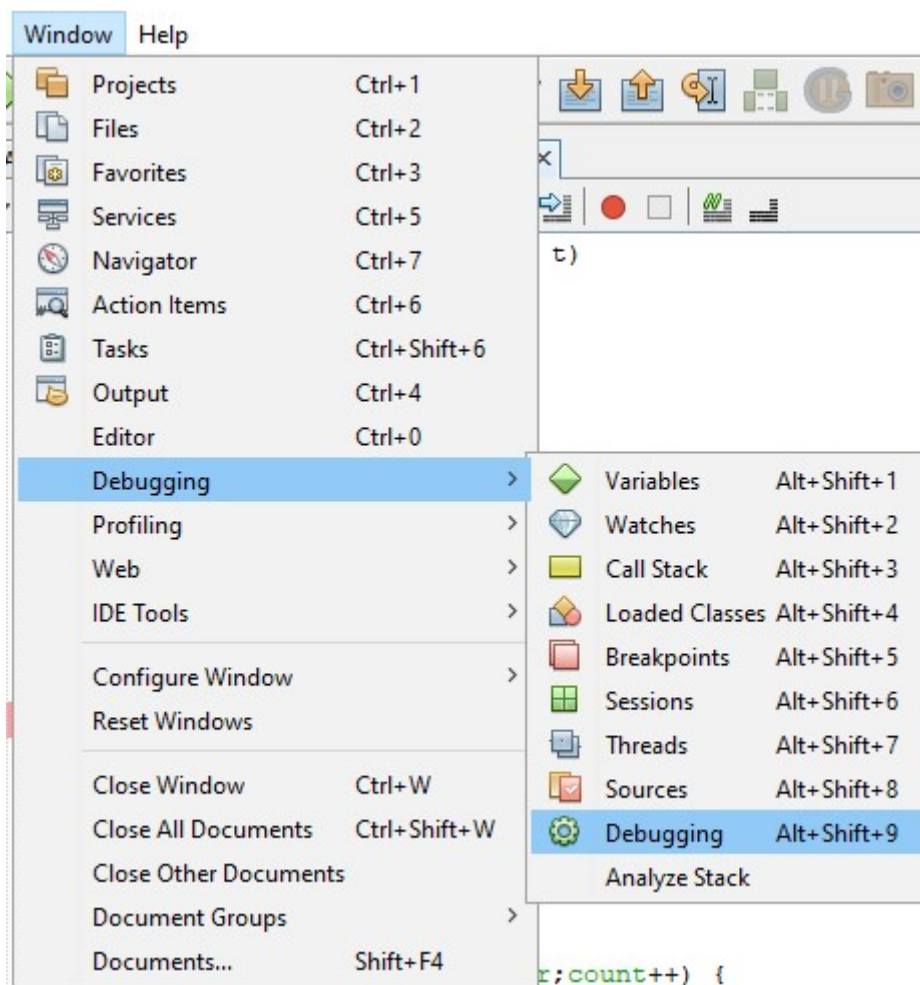 Window Help
Projects Ctrl+1
Files Ctrl+2
Favorites Ctrl+3
Services Ctrl+5
Navigator Ctrl+7
t)
Action Items Ctrl+6
Tasks Ctrl+Shift+6
Output Ctrl+4
Editor Ctrl+0
Debugging >
Variables Alt+Shift+1
Profiling >
Watches Alt+Shift+2
Web >
Call Stack Alt+Shift+3
IDE Tools >
Loaded Classes Alt+Shift+4
Breakpoints Alt+Shift+5
Configure Window >
Sessions Alt+Shift+6
Reset Windows
Threads Alt+Shift+7
Close Window Ctrl+W
Sources Alt+Shift+8
Close All Documents Ctrl+Shift+W
Debugging Alt+Shift+9
Close Other Documents
Analyze Stack
Document Groups >
Documents... Shift+F4
r;count++) {